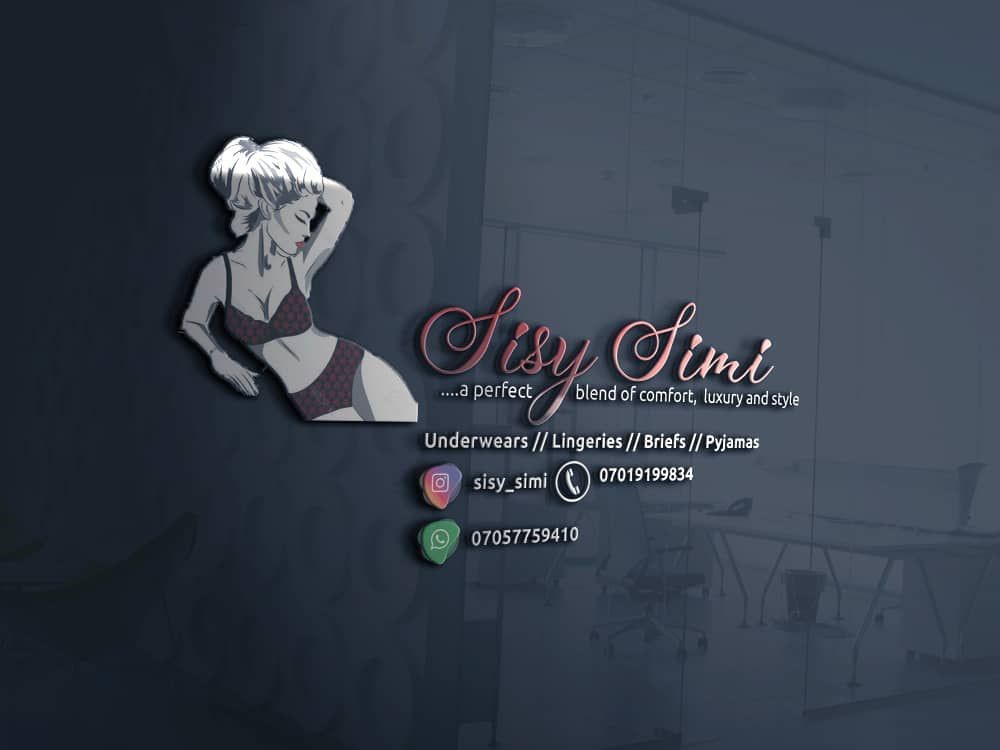 Sisy Simi
....a perfect blend of comfort, luxury and style
Underwears // Lingeries // Briefs // Pyjamas
sisy_simi 07019199834
07057759410